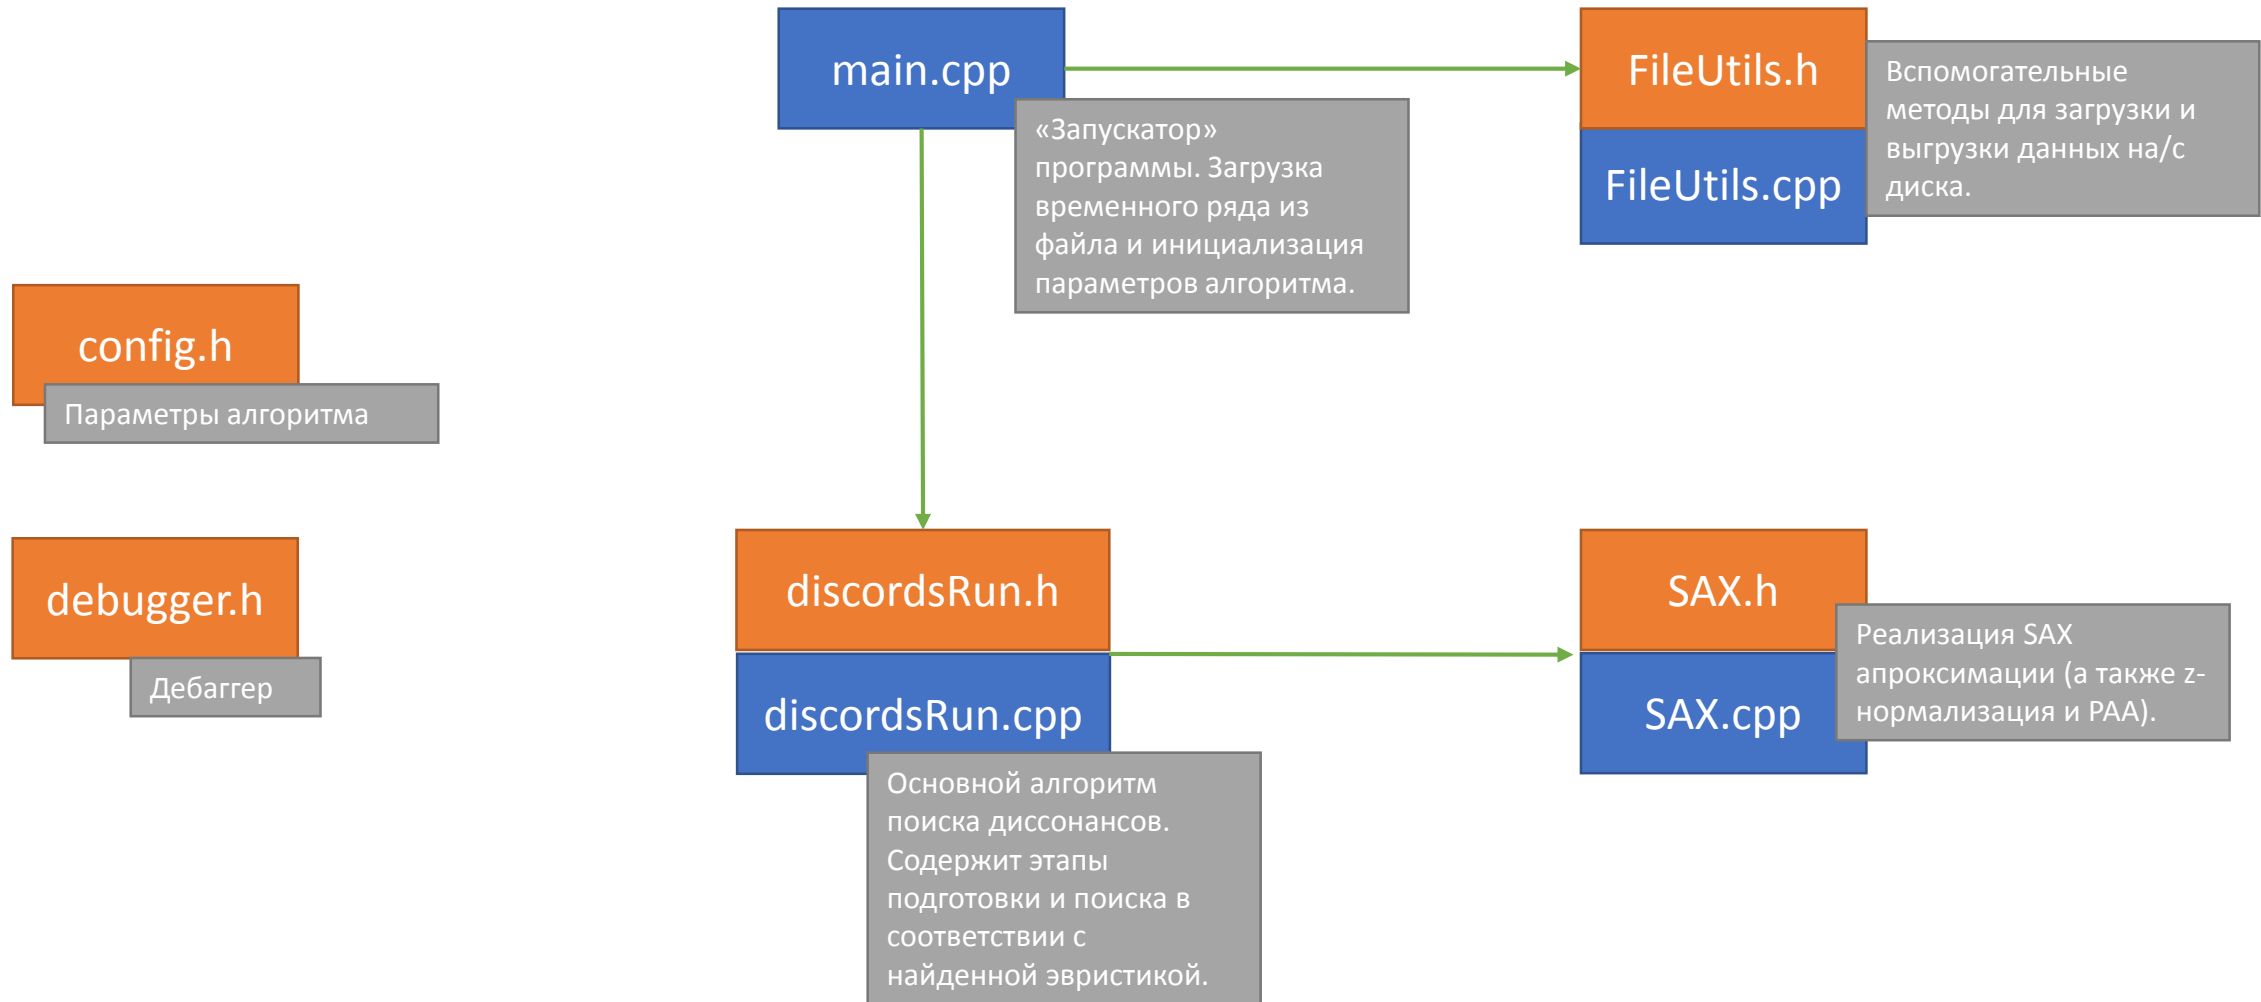 main.cpp
«Запускатор»
программы. Загрузка
временного ряда из
файла и инициализация
параметров алгоритма.
FileUtils.h
FileUtils.cpp
Вспомогательные
методы для загрузки и
выгрузки данных на/с
диска.
config.h
Параметры алгоритма
debugger.h
Дебаггер
discordsRun.h
discordsRun.cpp
Основной алгоритм
поиска диссонансов.
Содержит этапы
подготовки и поиска в
соответствии с
найденной эвристикой.
SAX.h
SAX.cpp
Реализация SAX
апроксимации (а также z-
нормализация и PAA).